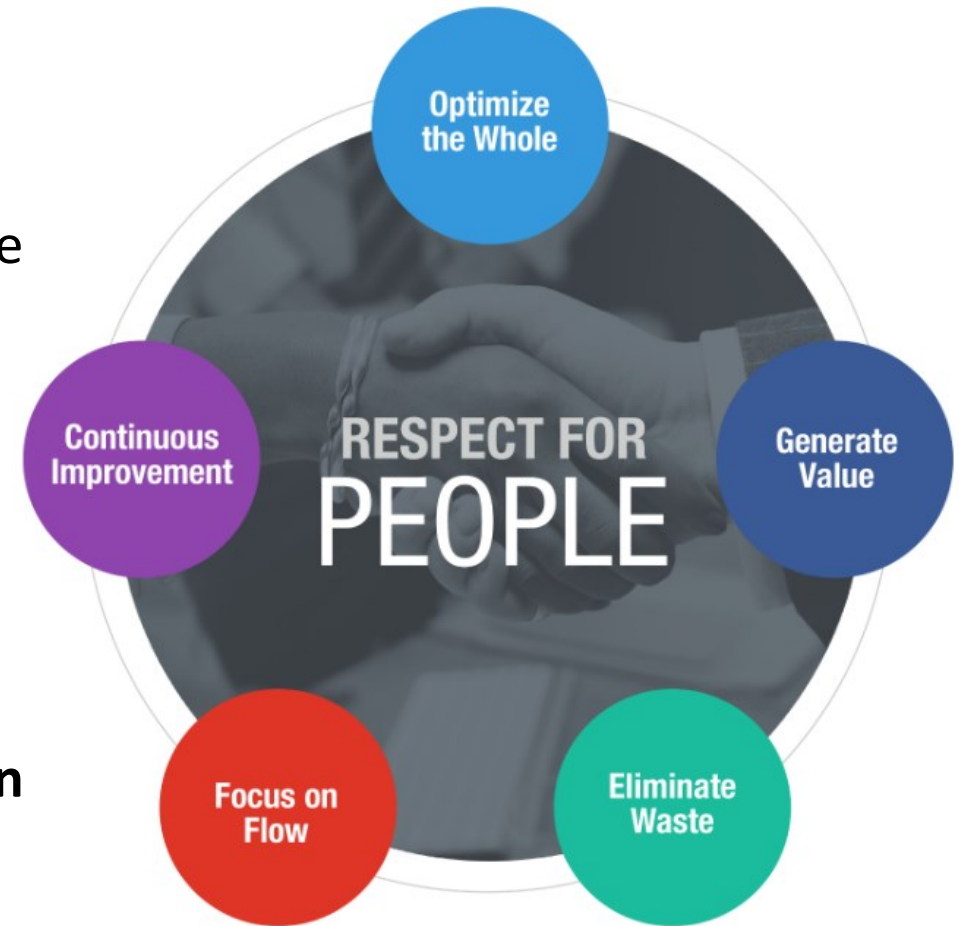 Optimize
the Whole
e
Continuous
Improvement
RESPECT FOR
PEOPLE
Generate
Value
n
Focus on
Flow
Eliminate
Waste